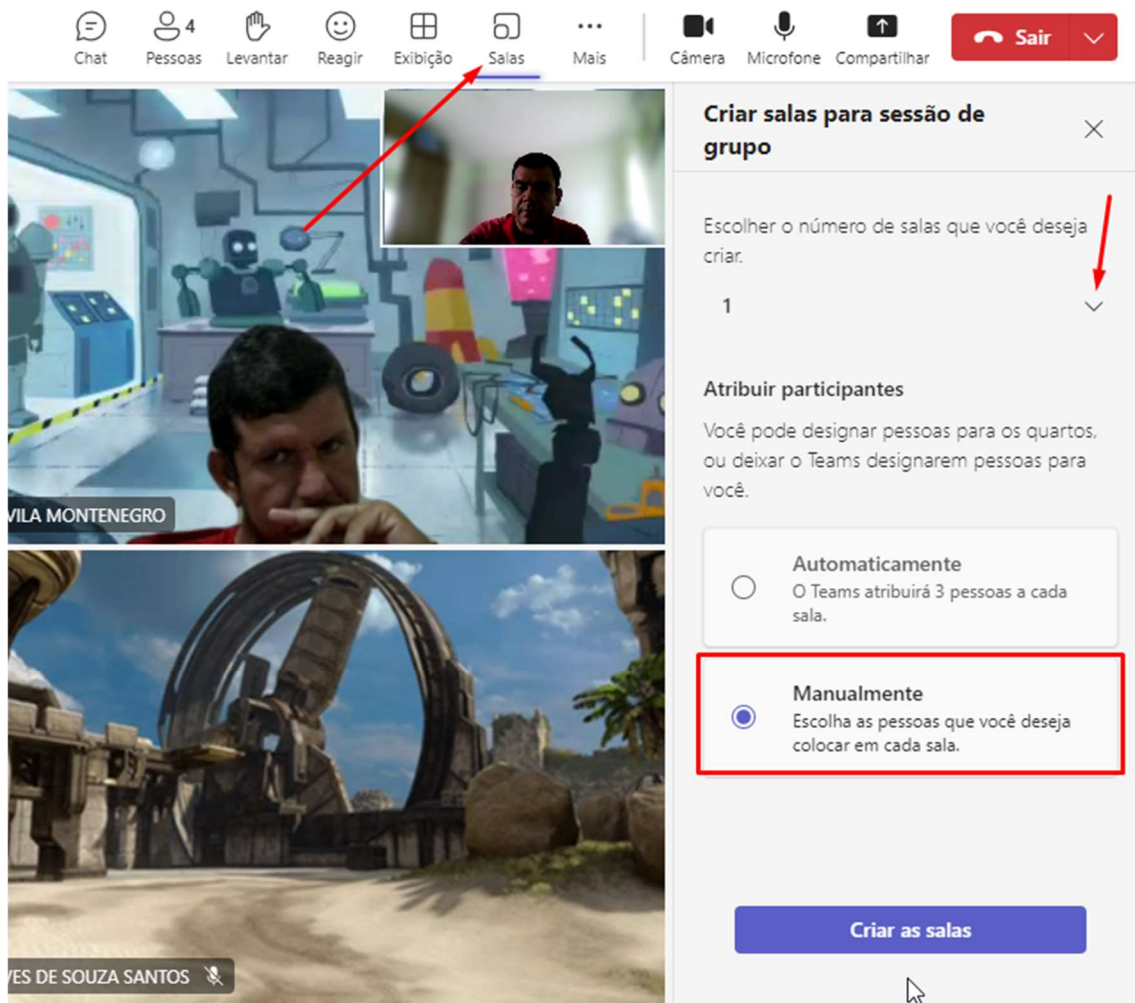 Chat
Pessoas
4
Levantar
Reagir
Exibição
Salas
Mais
Câmera
Microfone
Compartilhar
Sair
Criar salas para sessão de
grupo
Escolher o número de salas que você deseja
criar.
1
Atribuir participantes
Você pode designar pessoas para os quartos,
ou deixar o Teams designarem pessoas para
você.
Automaticamente
O Teams atribuirá 3 pessoas a cada
sala.
Manualmente
Escolha as pessoas que você deseja
colocar em cada sala.
Criar as salas
VILA MONTENEGRO
VES DE SOUZA SANTOS